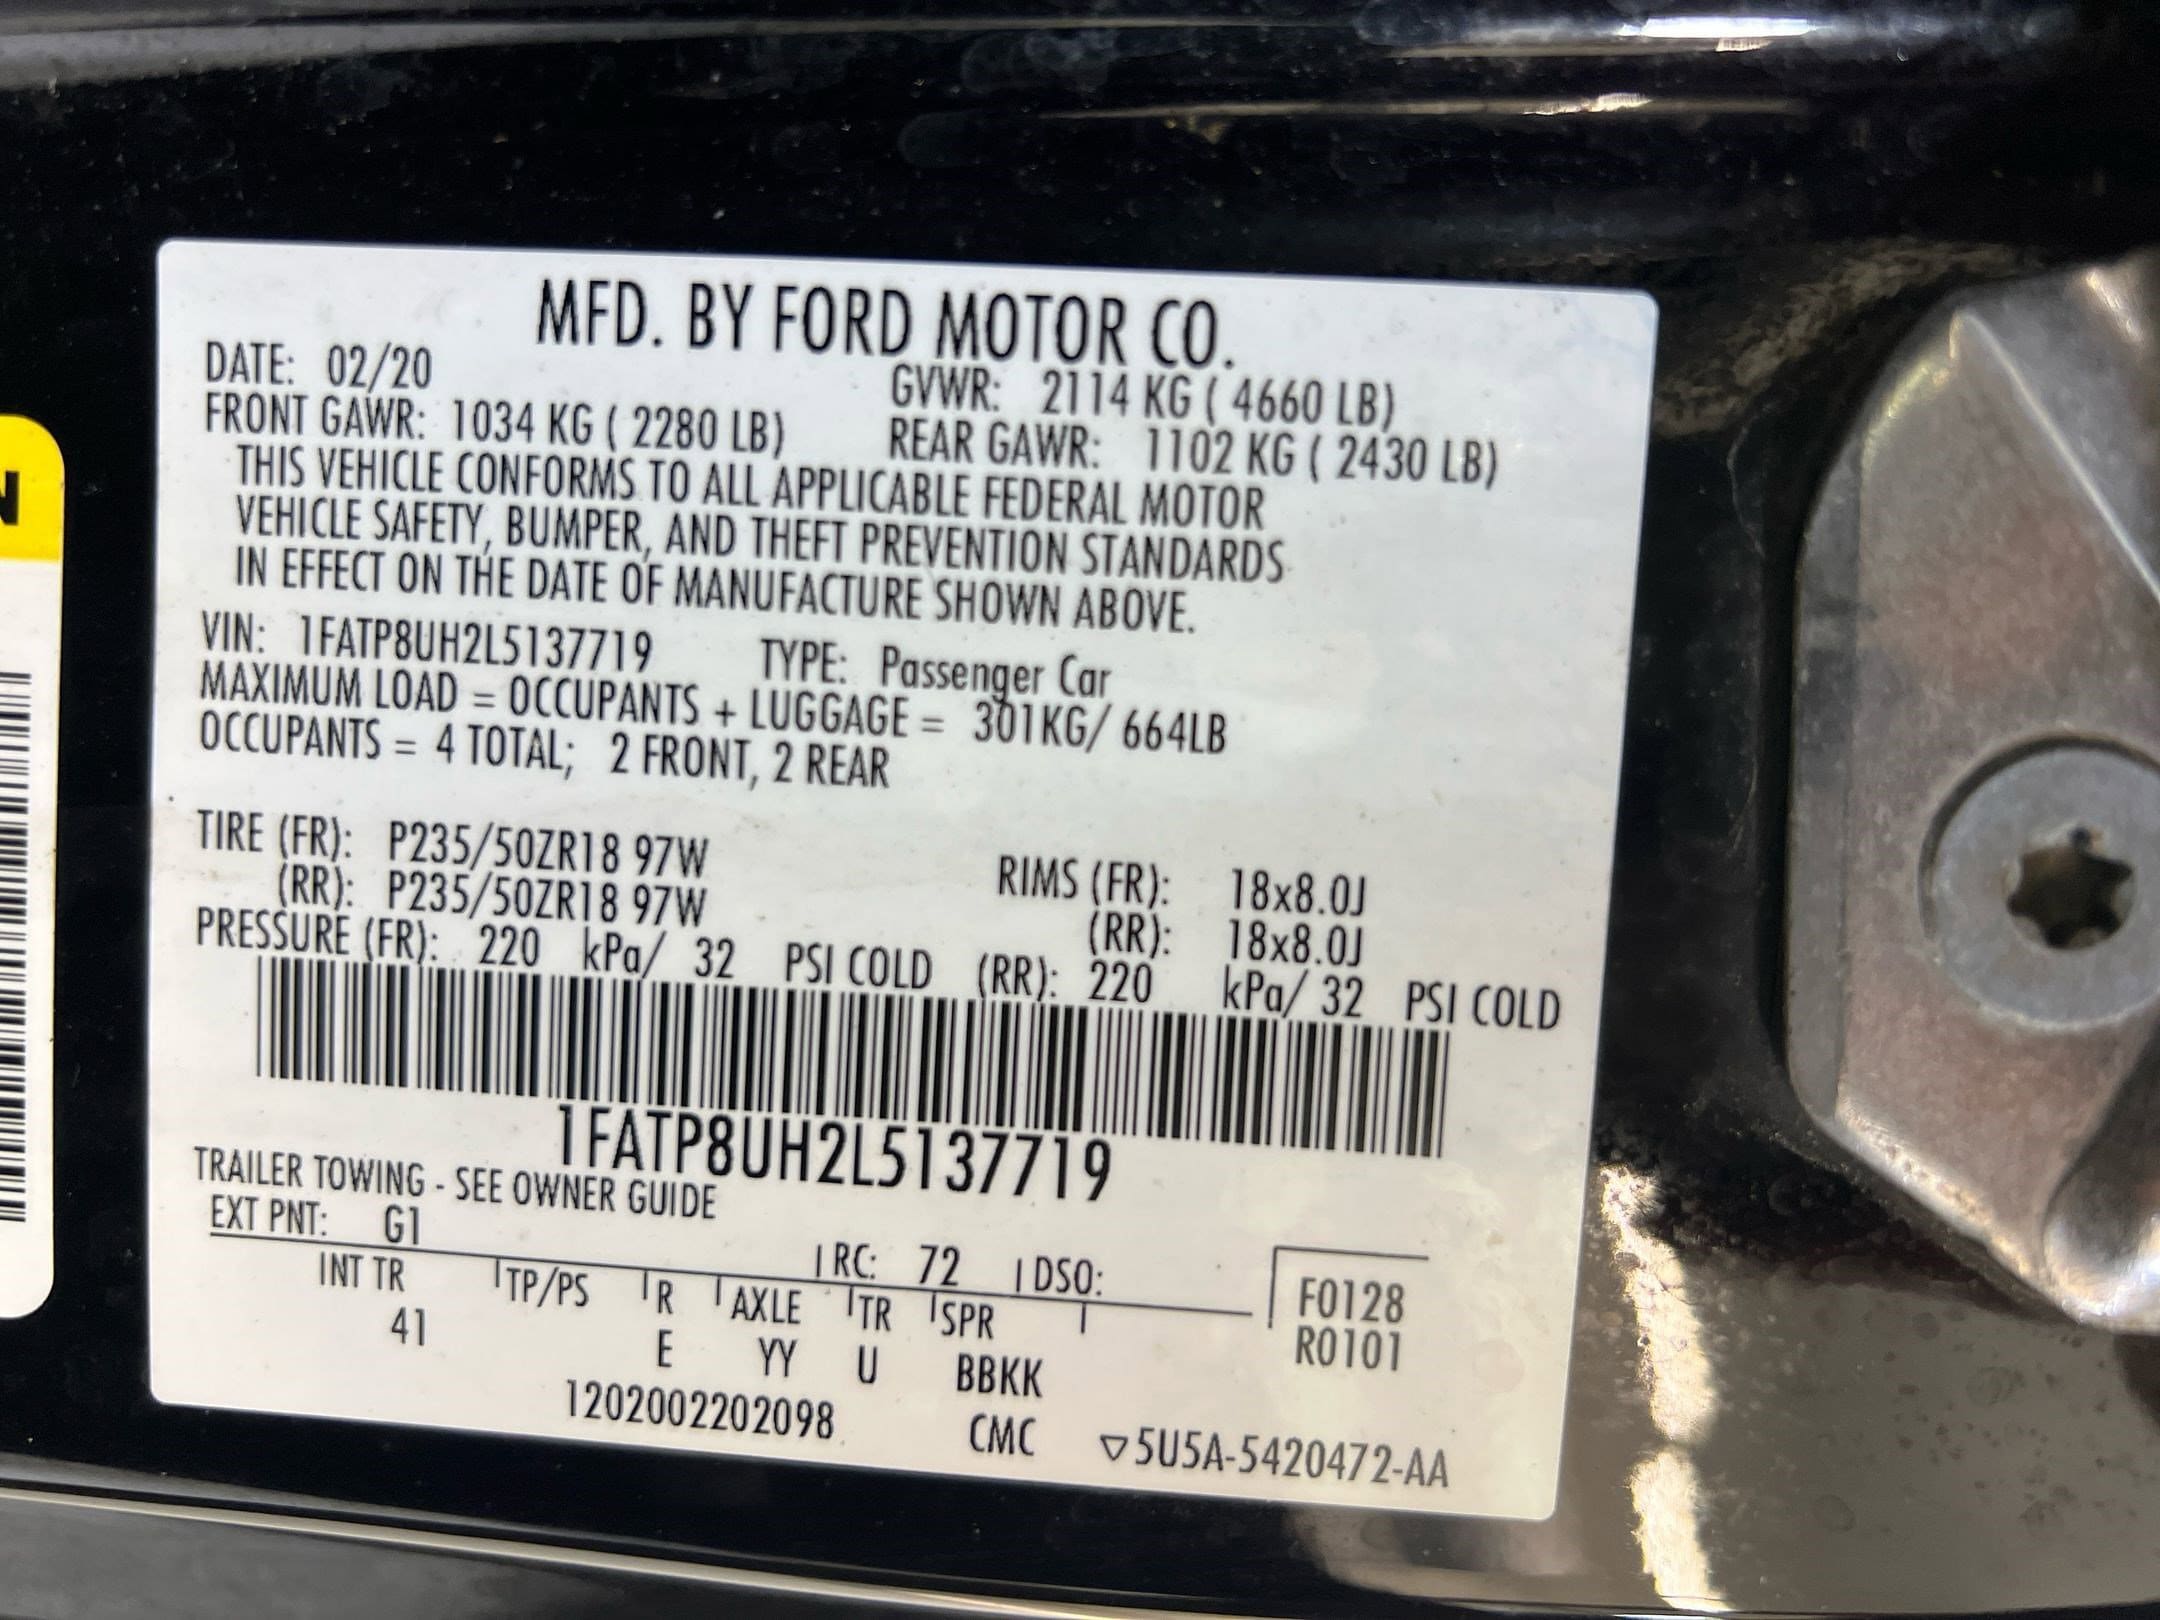 MFD. BY FORD MOTOR CO.
DATE: 02/20 GVWR: 2114 KG ( 4660 LB)
FRONT GAWR: 1034 KG ( 2280 LB) REAR GAWR: 1102 KG ( 2430 LB)
THIS VEHICLE CONFORMS TO ALL APPLICABLE FEDERAL MOTOR
VEHICLE SAFETY, BUMPER, AND THEFT PREVENTION STANDARDS
IN EFFECT ON THE DATE OF MANUFACTURE SHOWN ABOVE.
VIN: 1FATP8UH2L5137719 TYPE: Passenger Car
MAXIMUM LOAD = OCCUPANTS + LUGGAGE = 301KG/ 664LB
OCCUPANTS = 4 TOTAL; 2 FRONT, 2 REAR
TIRE (FR): P235/50ZR18 97W RIMS (FR): 18x8.0J
(RR): P235/50ZR18 97W (RR): 18x8.0J
PRESSURE (FR): 220 kPa/ 32 PSI COLD (RR): 220 kPa/ 32 PSI COLD
1FATP8UH2L5137719
TRAILER TOWING - SEE OWNER GUIDE
EXT PNT: G1 RC: 72 DSO:
INT TR TP/PS R AXLE TR SPR F0128
41 E YY U BBKK R0101
1202002202098 CMC ▽5U5A-5420472-AA
N